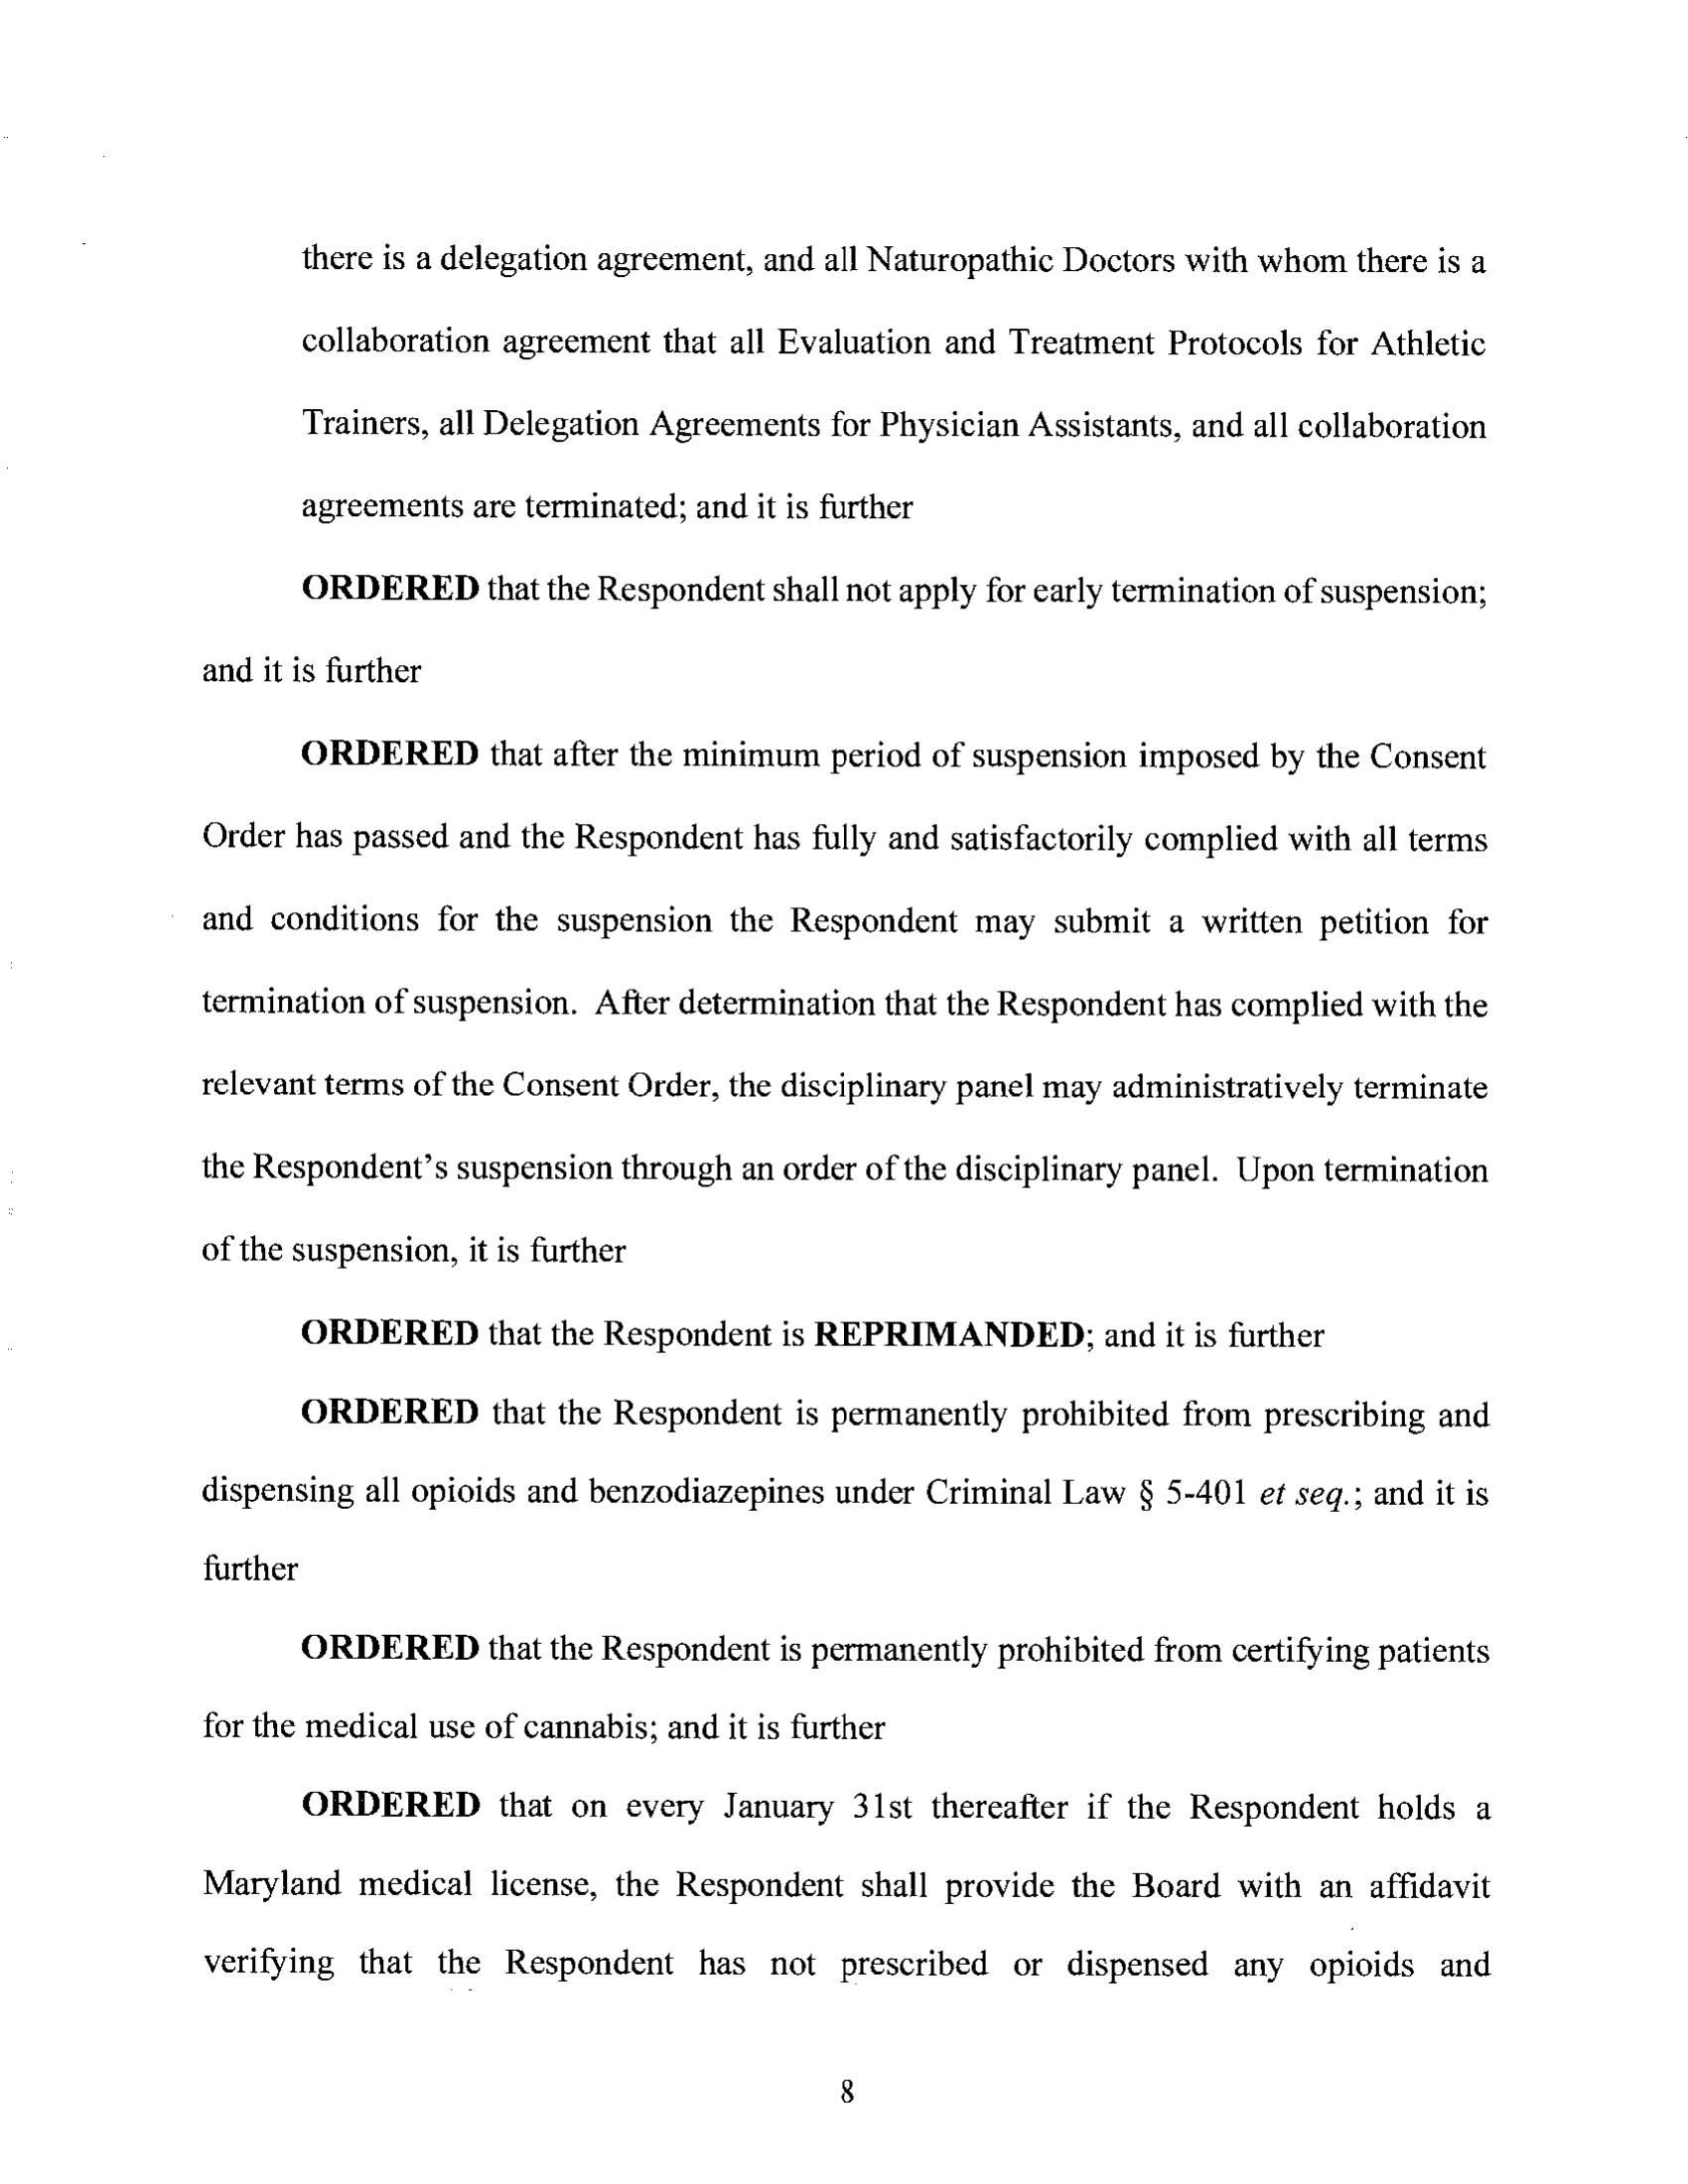 there is a delegation agreement, and all Naturopathic Doctors with whom there is a
collaboration agreement that all Evaluation and Treatment Protocols for Athletic
Trainers, all Delegation Agreements for Physician Assistants, and all collaboration
agreements are terminated; and it is further
ORDERED that the Respondent shall not apply for early termination of suspension;
and it is further
ORDERED that after the minimum period of suspension imposed by the Consent
Order has passed and the Respondent has fully and satisfactorily complied with all terms
and conditions for the suspension the Respondent may submit a written petition for
termination of suspension. After determination that the Respondent has complied with the
relevant terms of the Consent Order, the disciplinary panel may administratively terminate
the Respondent's suspension through an order of the disciplinary panel. Upon termination
of the suspension, it is further
ORDERED that the Respondent is REPRIMANDED; and it is further
ORDERED that the Respondent is permanently prohibited from prescribing and
dispensing all opioids and benzodiazepines under Criminal Law § 5-401 et seq.; and it is
further
ORDERED that the Respondent is permanently prohibited from certifying patients
for the medical use of cannabis; and it is further
ORDERED that on every January 31st thereafter if the Respondent holds a
Maryland medical license, the Respondent shall provide the Board with an affidavit
verifying that the Respondent has not prescribed or dispensed any opioids and
8